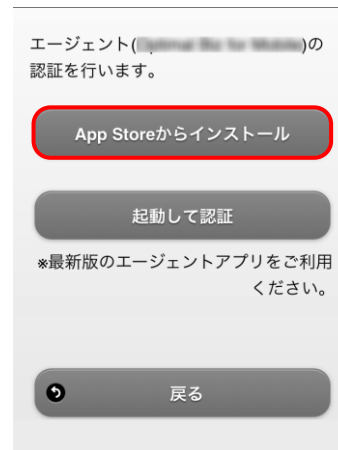 エージェント( )の
認証を行います。
App Storeからインストール
起動して認証
※最新版のエージェントアプリをご利用
ください。
戻る